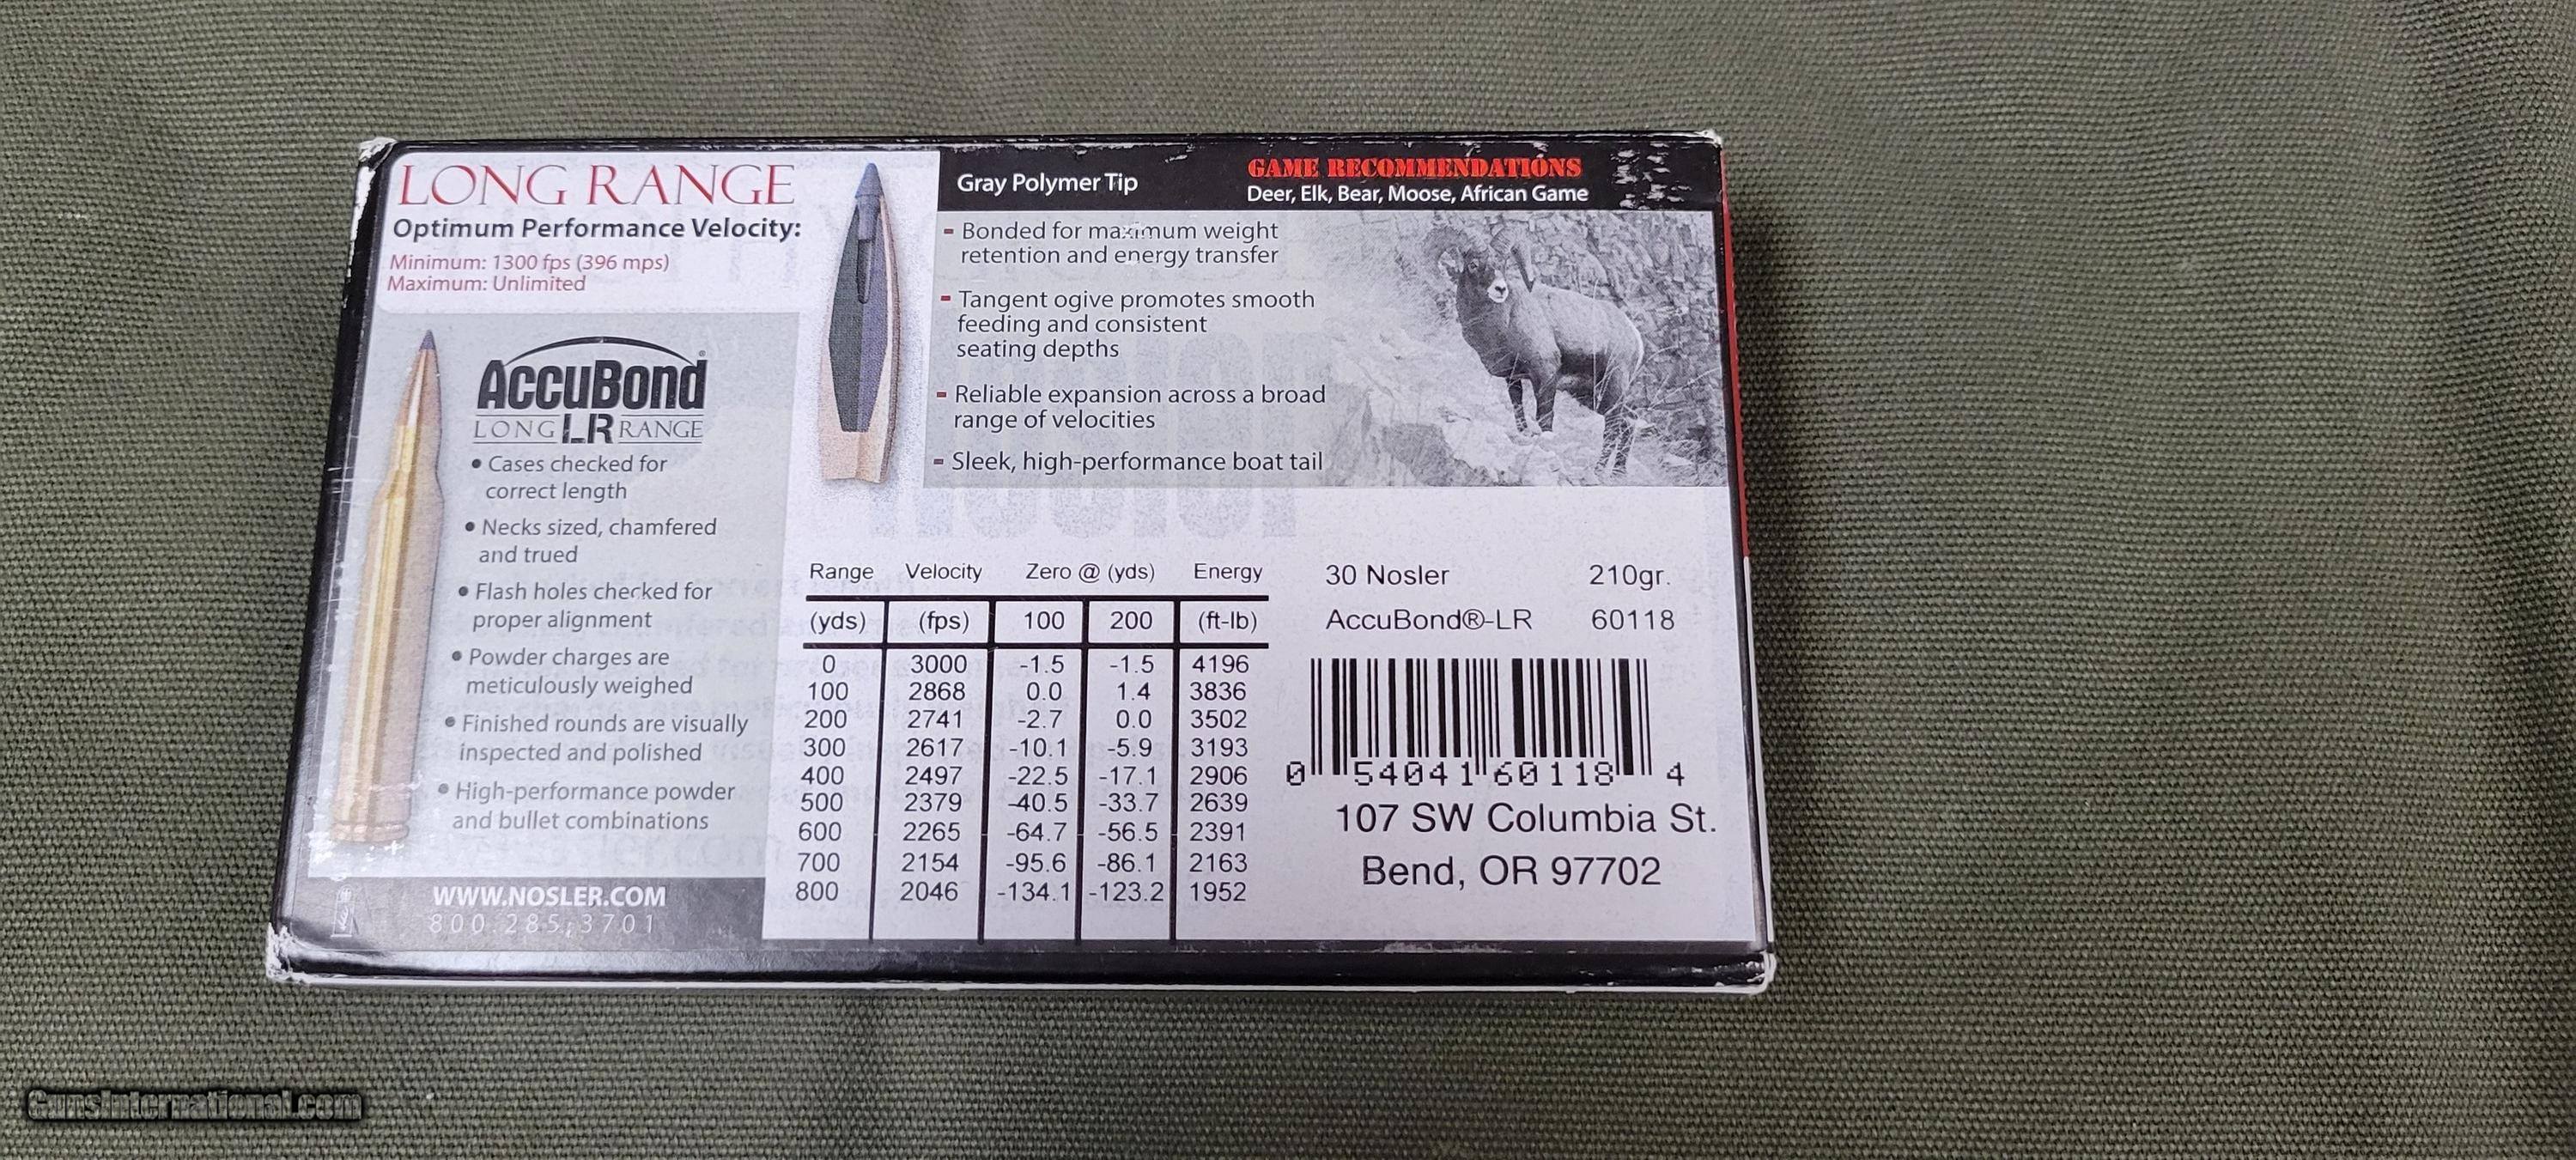 LONG RANGE
Optimum Performance Velocity:
Minimum: 1300 fps (396 mps)
Maximum: Unlimited
AccuBond®
LONG LR RANGE
• Cases checked for
correct length
• Necks sized, chamfered
and trued
• Flash holes checked for
proper alignment
• Powder charges are
meticulously weighed
• Finished rounds are visually
inspected and polished
• High-performance powder
and bullet combinations
WWW.NOSLER.COM
800.285.3701
Gray Polymer Tip
GAME RECOMMENDATIONS
Deer, Elk, Bear, Moose, African Game
- Bonded for maximum weight
retention and energy transfer
- Tangent ogive promotes smooth
feeding and consistent
seating depths
- Reliable expansion across a broad
range of velocities
- Sleek, high-performance boat tail
Range Velocity Zero @ (yds) Energy
(yds) (fps) 100 200 (ft-lb)
0 3000 -1.5 -1.5 4196
100 2868 0.0 1.4 3836
200 2741 -2.7 0.0 3502
300 2617 -10.1 -5.9 3193
400 2497 -22.5 -17.1 2906
500 2379 -40.5 -33.7 2639
600 2265 -64.7 -56.5 2391
700 2154 -95.6 -86.1 2163
800 2046 -134.1 -123.2 1952
30 Nosler 210gr.
AccuBond®-LR 60118
0 54041 60118 4
107 SW Columbia St.
Bend, OR 97702
GunsInternational.com